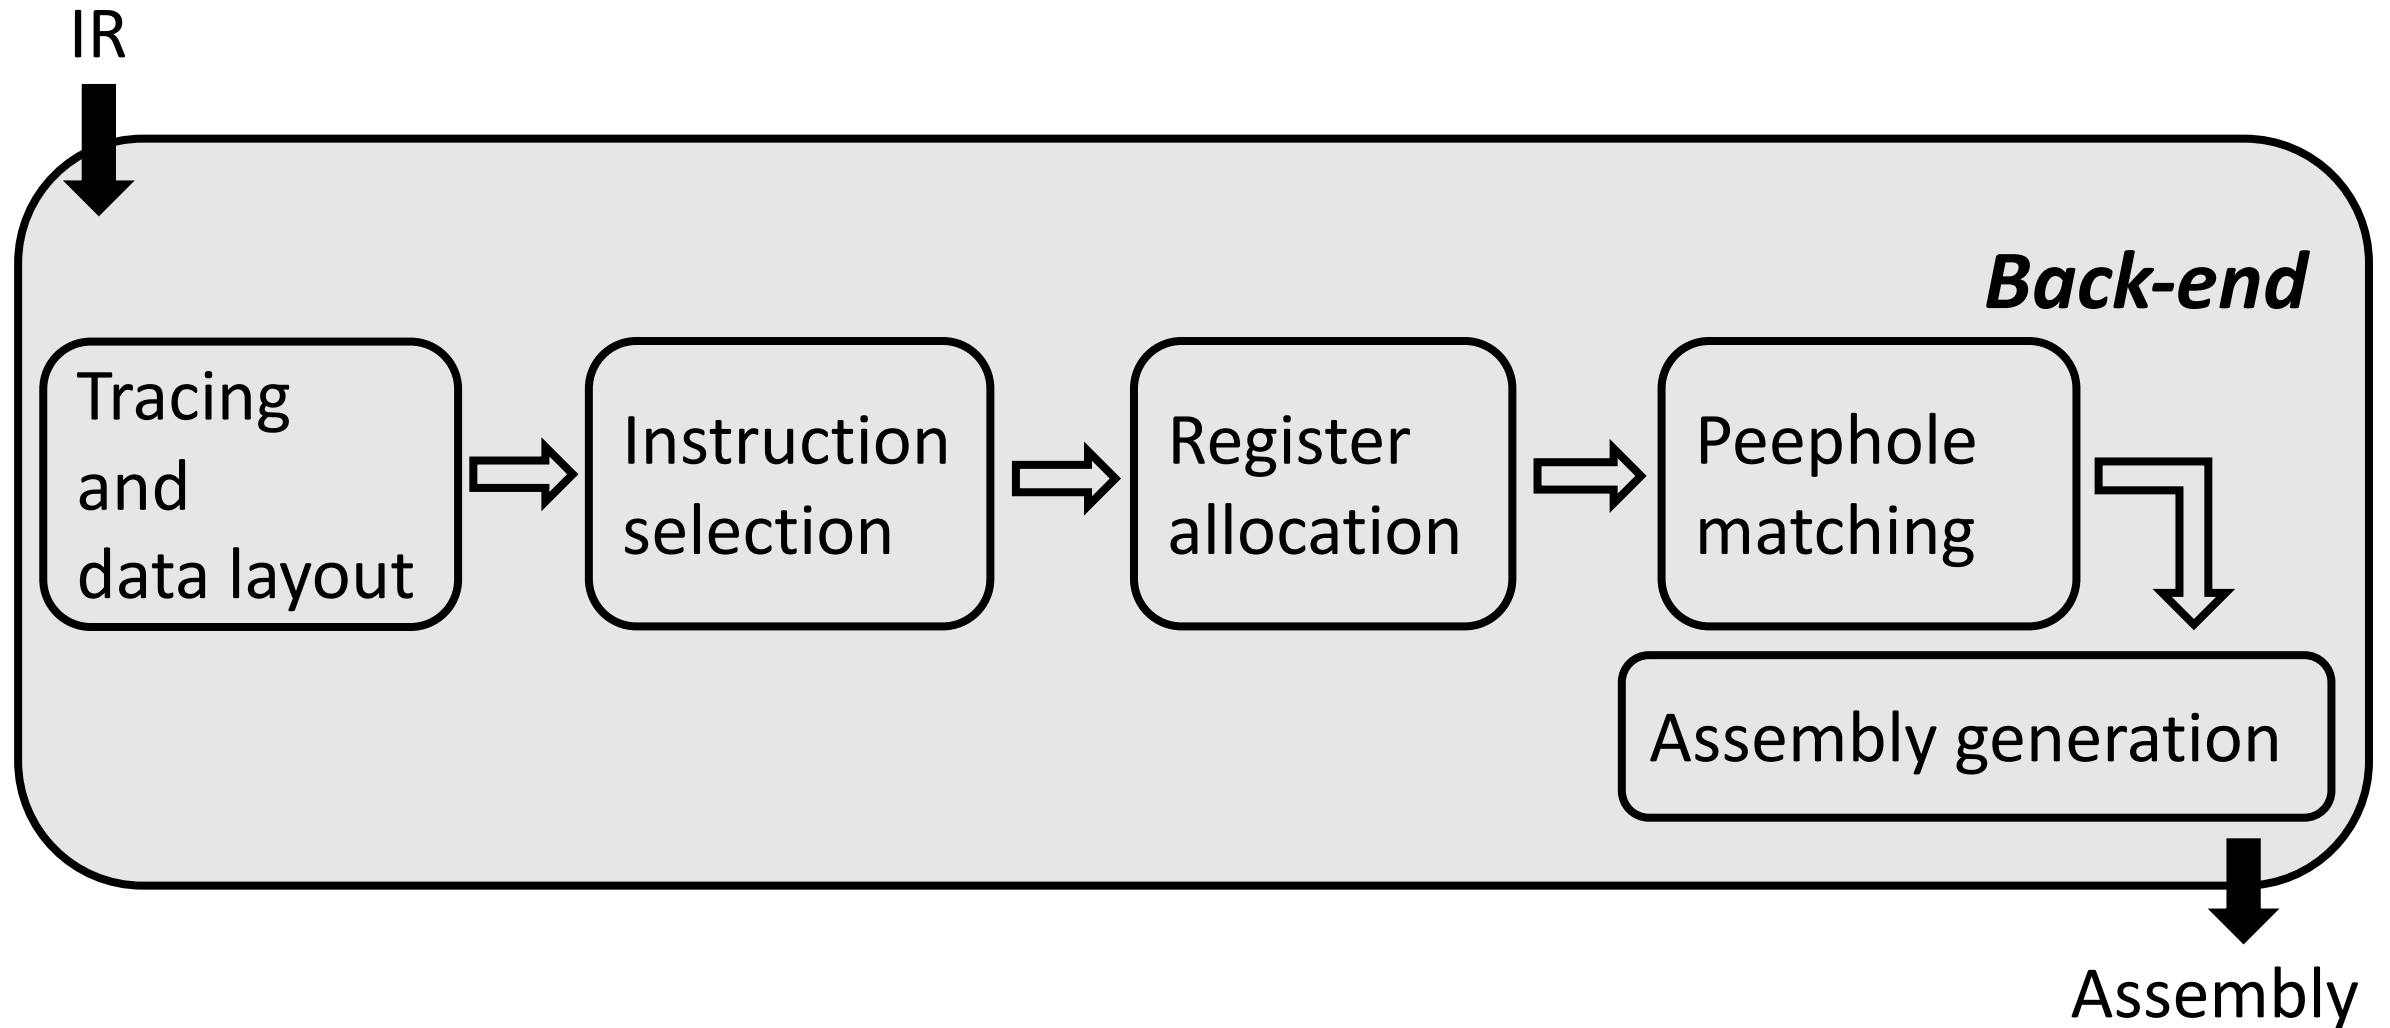 IR
Back-end
Tracing
and
data layout
Instruction
selection
Register
allocation
Peephole
matching
Assembly generation
Assembly